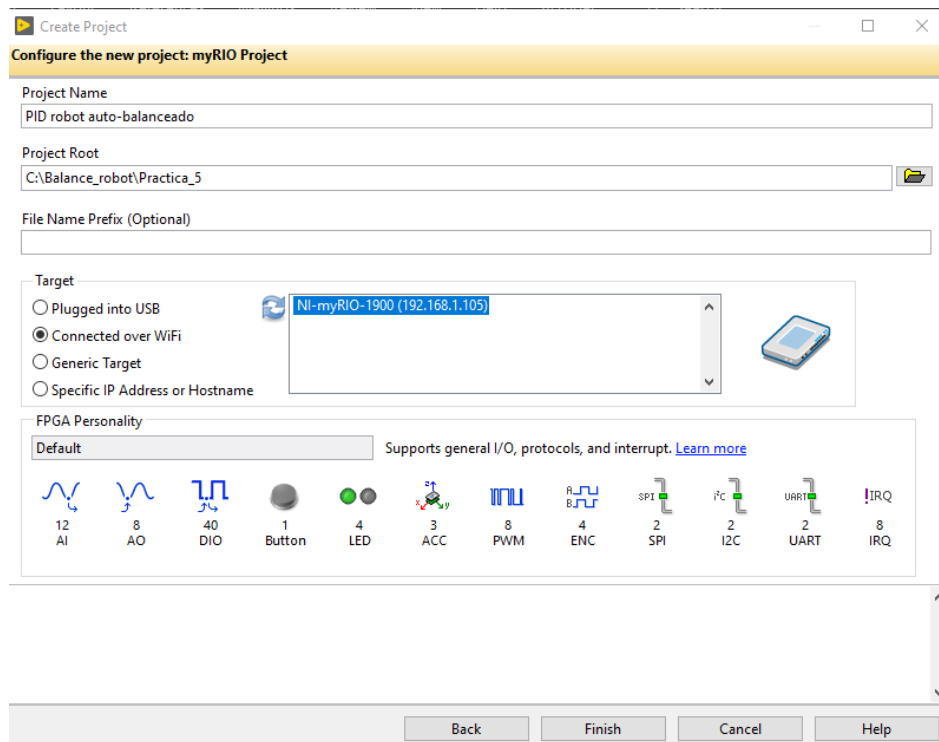 Create Project
Configure the new project: myRIO Project
Project Name
PID robot auto-balanceado
Project Root
C:\Balance_robot\Practica_5
File Name Prefix (Optional)
Target
Plugged into USB
NI-myRIO-1900 (192.168.1.105)
Connected over WiFi
Generic Target
Specific IP Address or Hostname
FPGA Personality
Default
Supports general I/O, protocols, and interrupt. Learn more
z x y
A B
SPI
I²C
UART
!IRQ
12 8 40 1 4 3 8 4 2 2 2 8
AI AO DIO Button LED ACC PWM ENC SPI I2C UART IRQ
Back Finish Cancel Help